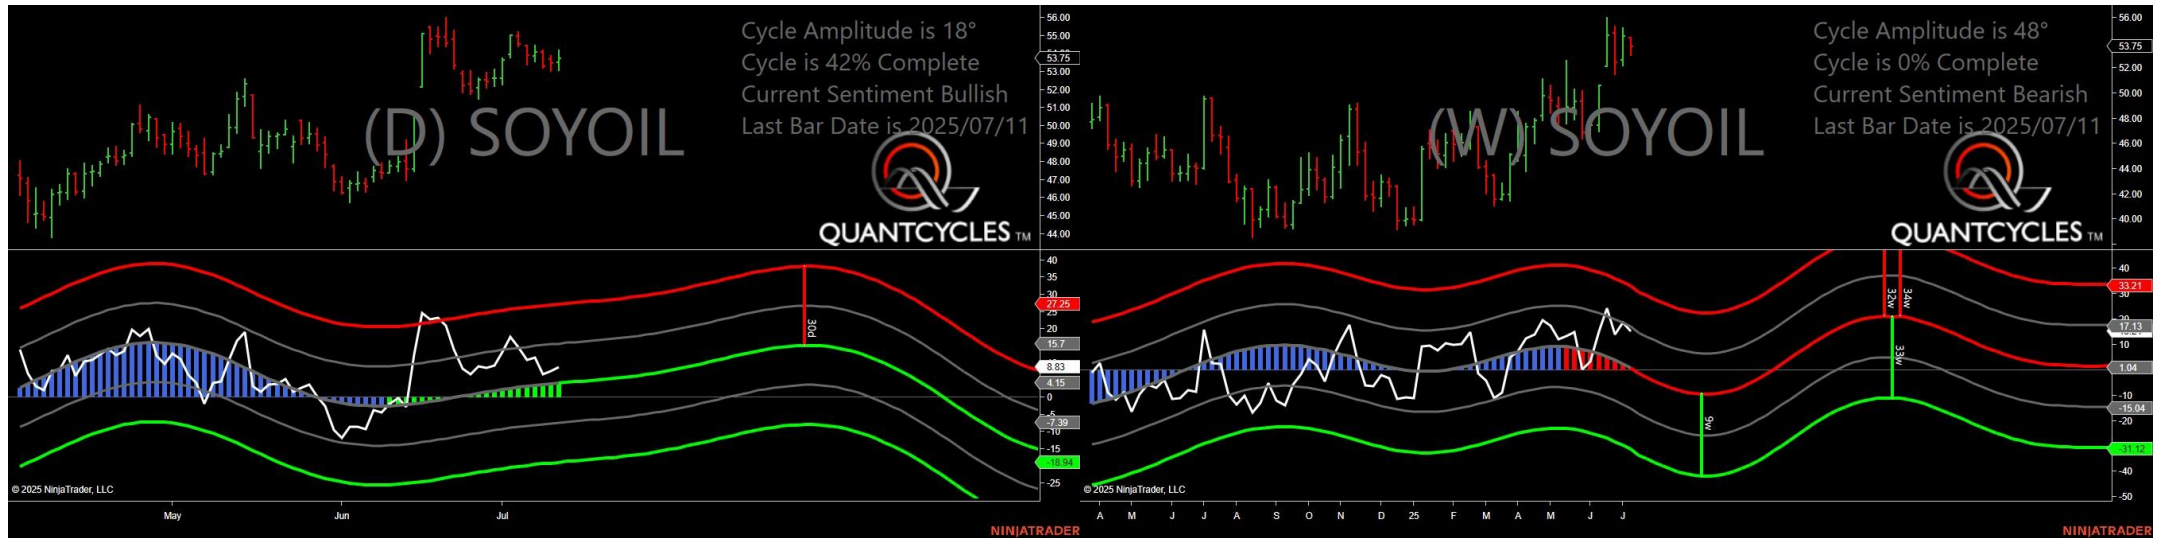 Cycle Amplitude is 18°
Cycle is 42% Complete
Current Sentiment Bullish
Last Bar Date is 2025/07/11
(D) SOYOIL
QUANTCYCLES TM
56.00
55.00
53.75
53.00
52.00
51.00
50.00
49.00
48.00
47.00
46.00
45.00
44.00
40
35
30
27.25
25
20
15.7
8.83
4.15
0
-5
-7.39
-10
-15
-18.94
-25
30d
© 2025 NinjaTrader, LLC
May Jun Jul
NINJATRADER
Cycle Amplitude is 48°
Cycle is 0% Complete
Current Sentiment Bearish
Last Bar Date is 2025/07/11
(W) SOYOIL
QUANTCYCLES TM
56.00
53.75
52.00
50.00
48.00
46.00
44.00
42.00
40.00
40
33.21
30
17.13
10
1.04
-10
-15.04
-20
-31.12
-40
-50
32w
34w
33w
9w
© 2025 NinjaTrader, LLC
A M J J A S O N D 25 F M A M J J
NINJATRADER